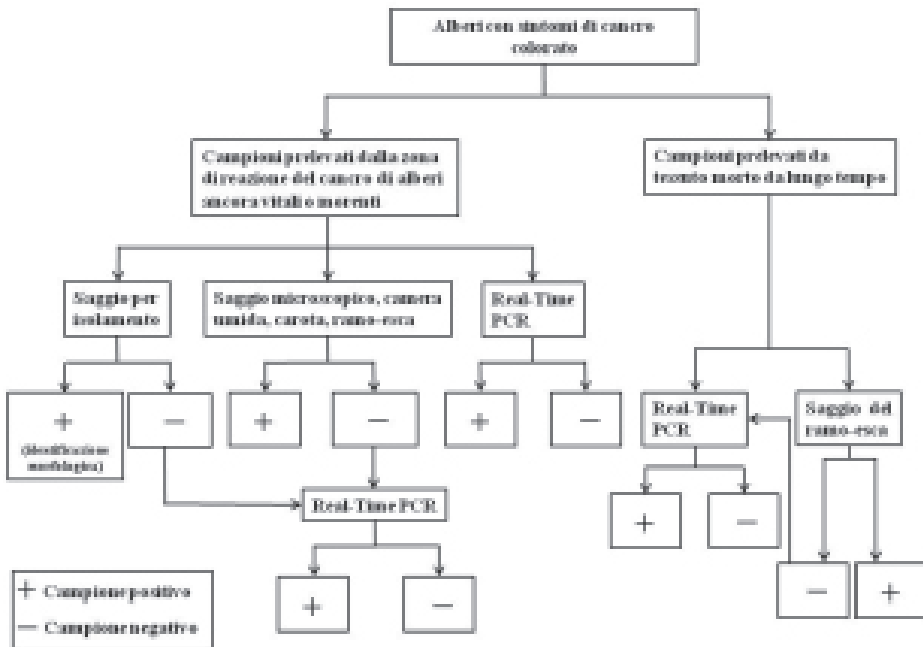 Alberi con sintomi di cancro
colorato
Campioni prelevati dalla zona
di reazione del cancro di alberi
ancora vitali o morenti
Campioni prelevati da
tessuto morto da lungo tempo
Saggio per
isolamento
Saggio microscopico, camera
umida, carota, ramo-esca
Real-Time
PCR
+
(Identificazione
morfologica)
−
+
−
+
−
Real-Time
PCR
Saggio del
ramo-esca
Real-Time PCR
+
−
+
−
−
+
+ Campione positivo
− Campione negativo